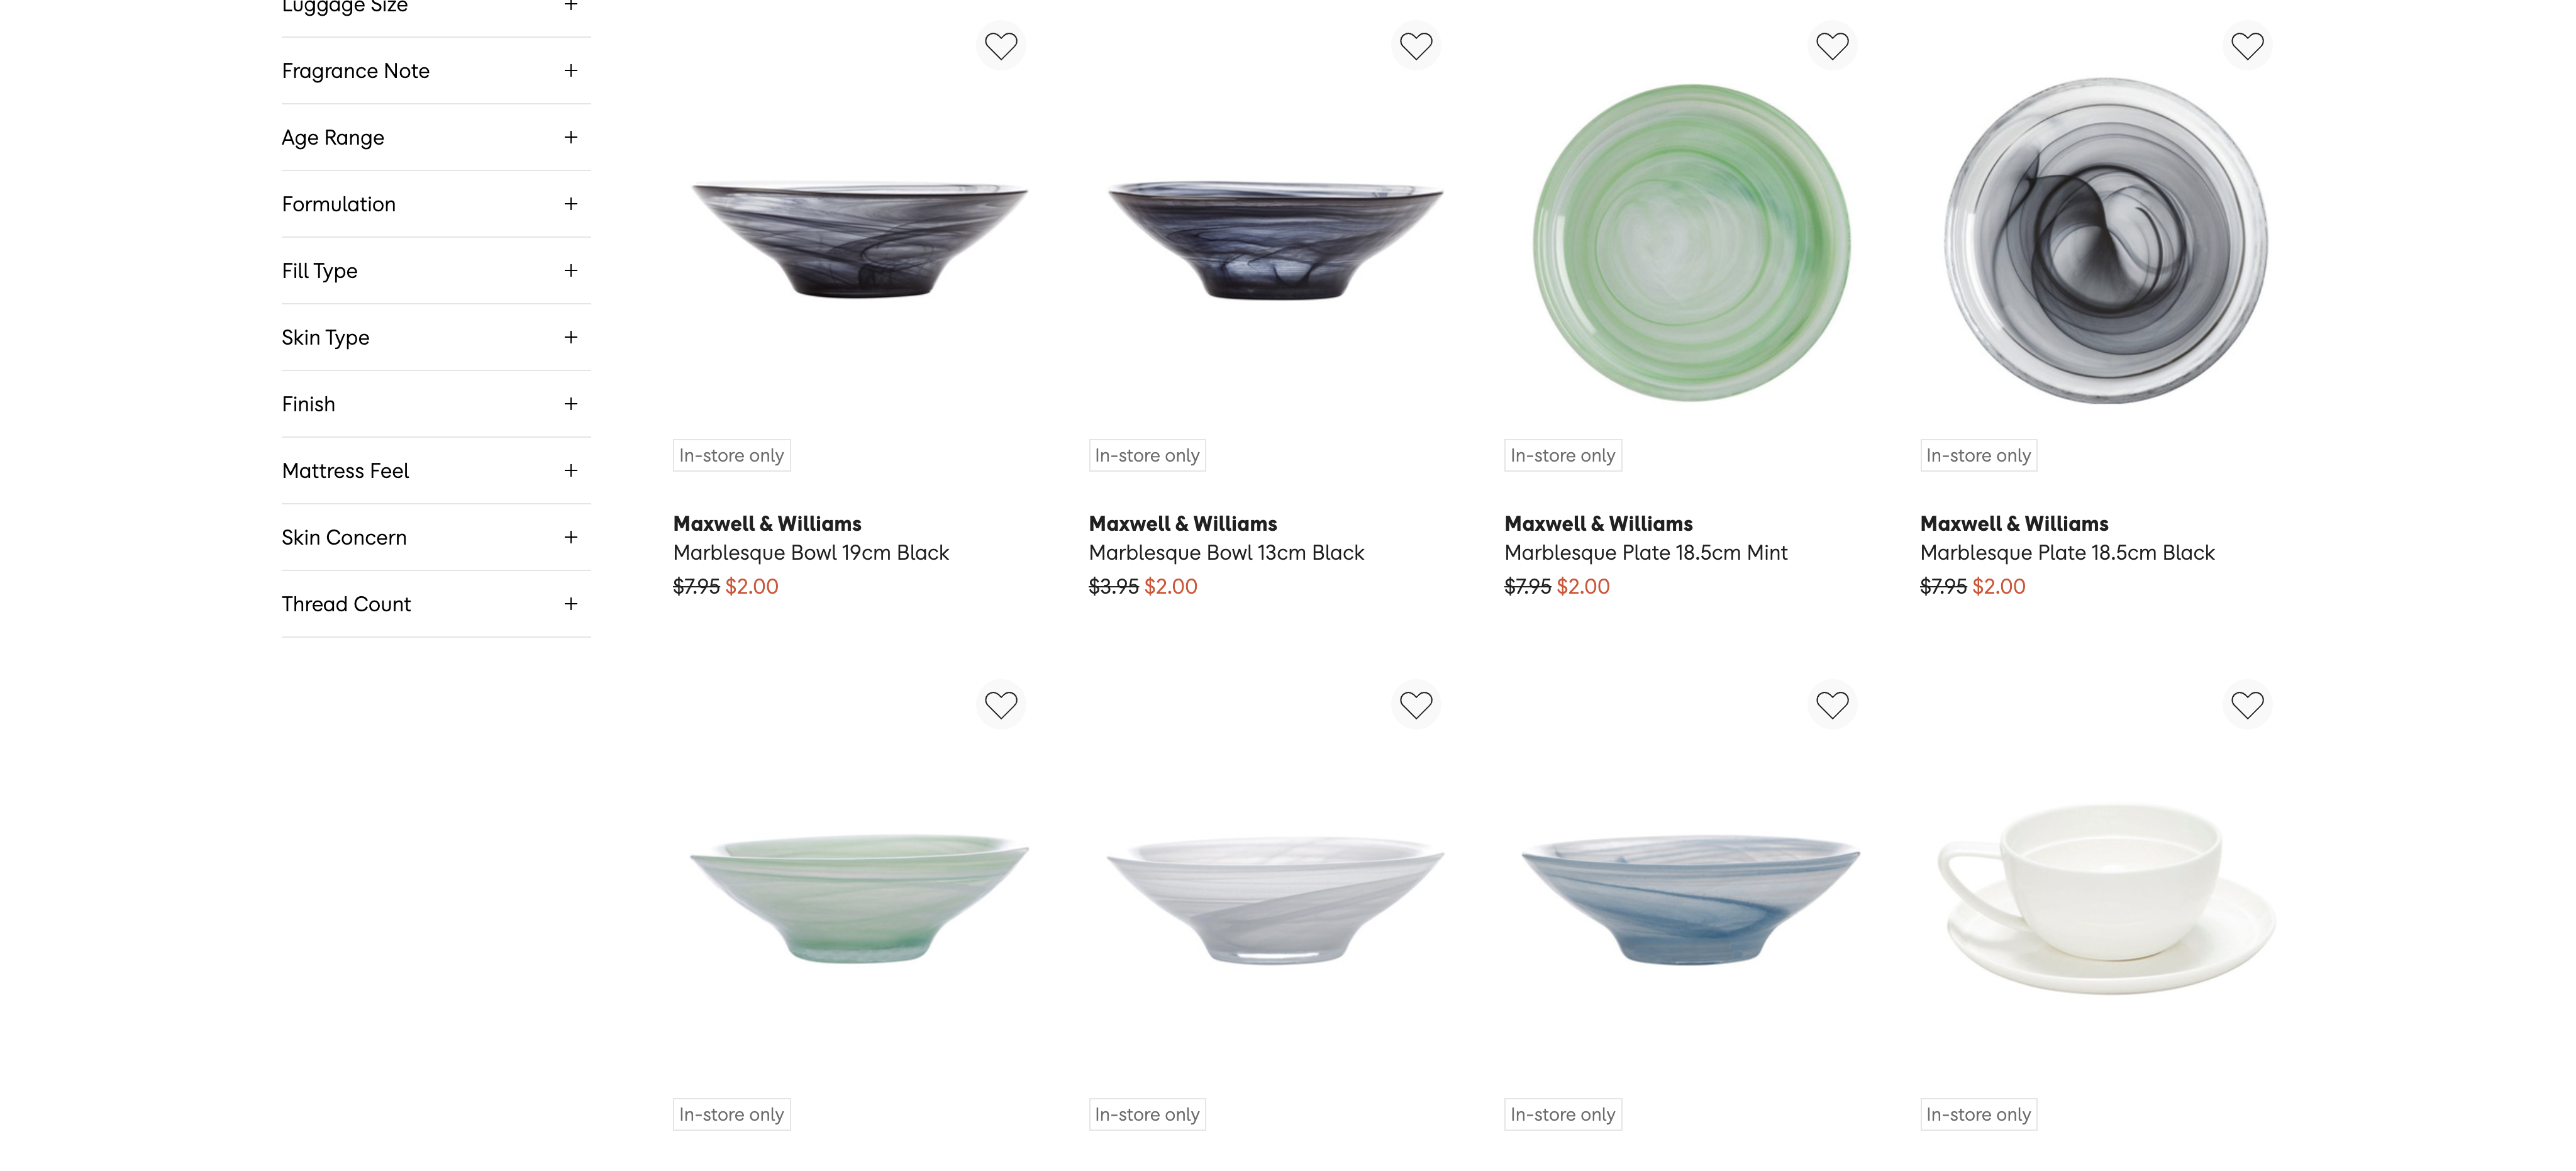 Luggage Size
Fragrance Note
Age Range
Formulation
Fill Type
Skin Type
Finish
Mattress Feel
Skin Concern
Thread Count
In-store only
Maxwell & Williams
Marblesque Bowl 19cm Black
$7.95 $2.00
In-store only
Maxwell & Williams
Marblesque Bowl 13cm Black
$3.95 $2.00
In-store only
Maxwell & Williams
Marblesque Plate 18.5cm Mint
$7.95 $2.00
In-store only
Maxwell & Williams
Marblesque Plate 18.5cm Black
$7.95 $2.00
In-store only
In-store only
In-store only
In-store only